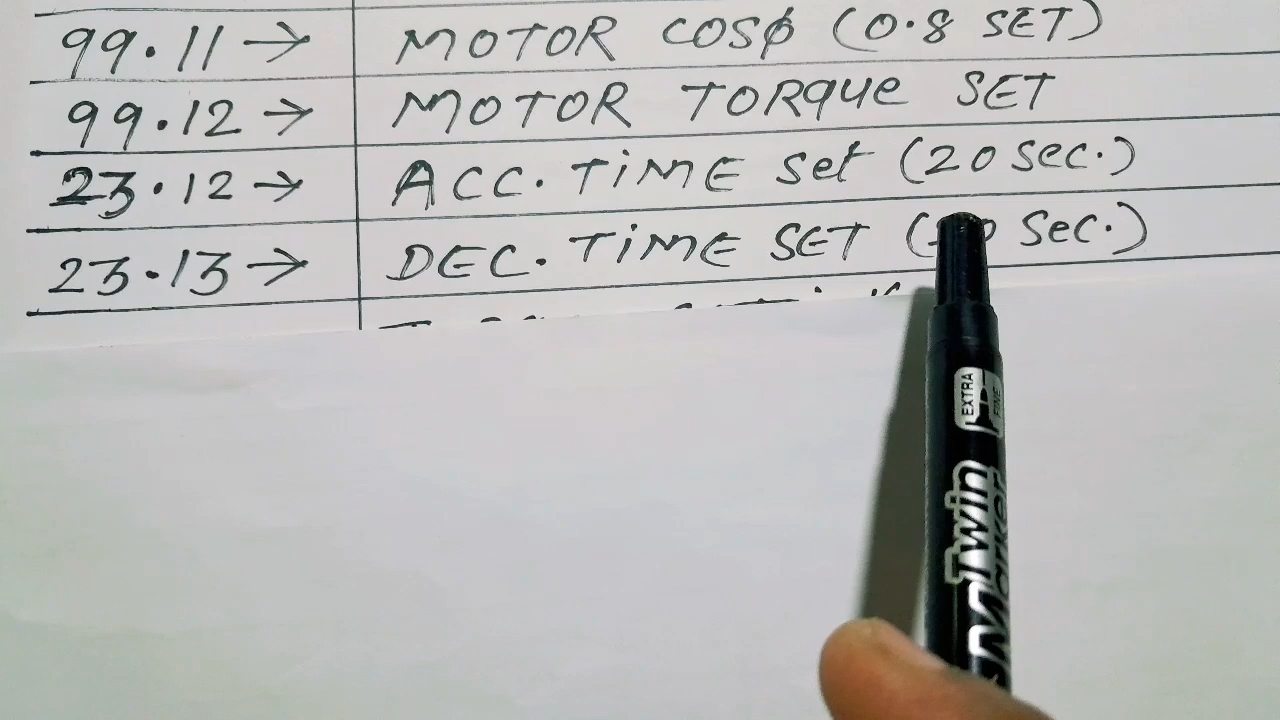 99.11 → MOTOR COSϕ (0.8 SET)
99.12 → MOTOR TORque SET
23.12 → ACC. TiME Set (20 Sec.)
23.13 → DEC. TiME SET ( Sec.)
EXTRA FINE
Twin Marker